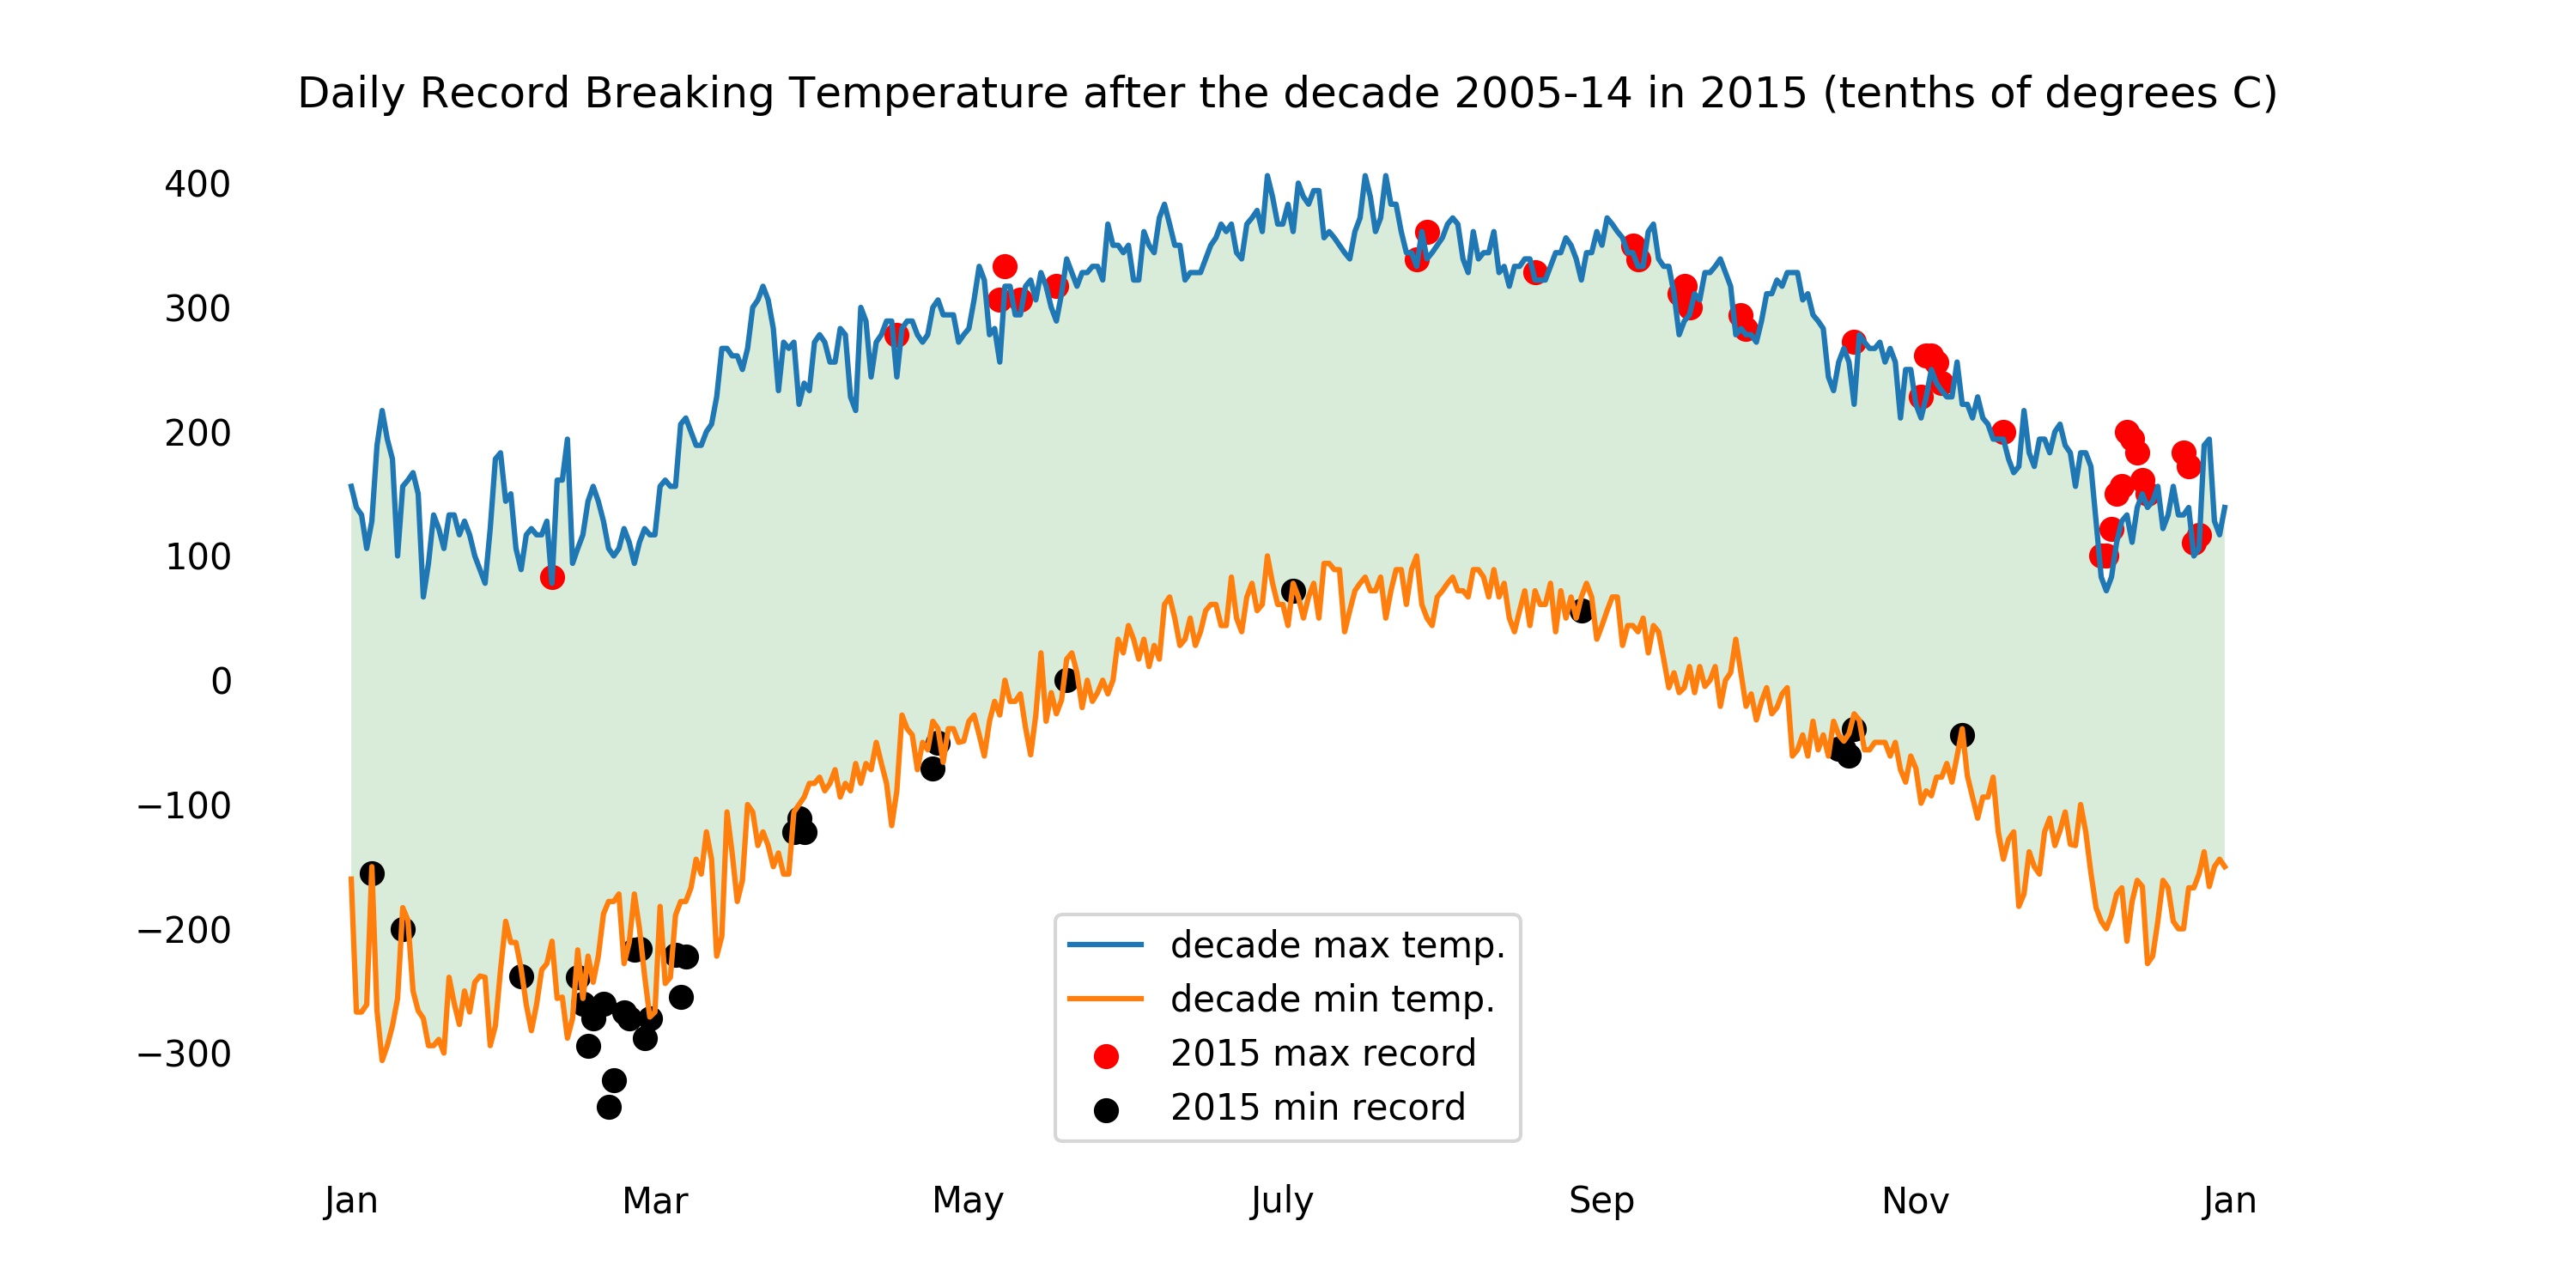 Daily Record Breaking Temperature after the decade 2005-14 in 2015 (tenths of degrees C)
400
300
200
100
0
−100
−200
−300
decade max temp.
decade min temp.
2015 max record
2015 min record
Jan Mar May July Sep Nov Jan